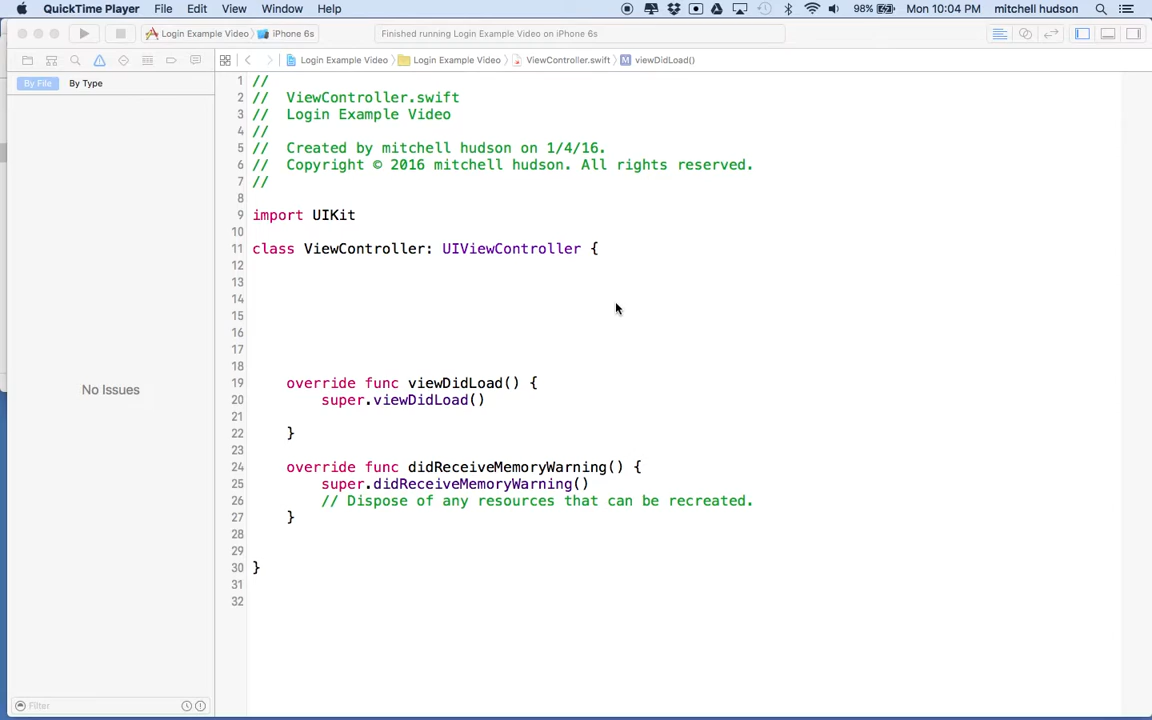 QuickTime Player File Edit View Window Help 98% Mon 10:04 PM mitchell hudson
Login Example Video iPhone 6s Finished running Login Example Video on iPhone 6s
Login Example Video Login Example Video ViewController.swift M viewDidLoad()
By File By Type
No Issues
Filter
1 //
2 // ViewController.swift
3 // Login Example Video
4 //
5 // Created by mitchell hudson on 1/4/16.
6 // Copyright © 2016 mitchell hudson. All rights reserved.
7 //
8
9 import UIKit
10
11 class ViewController: UIViewController {
12
13
14
15
16
17
18
19 override func viewDidLoad() {
20 super.viewDidLoad()
21
22 }
23
24 override func didReceiveMemoryWarning() {
25 super.didReceiveMemoryWarning()
26 // Dispose of any resources that can be recreated.
27 }
28
29
30 }
31
32